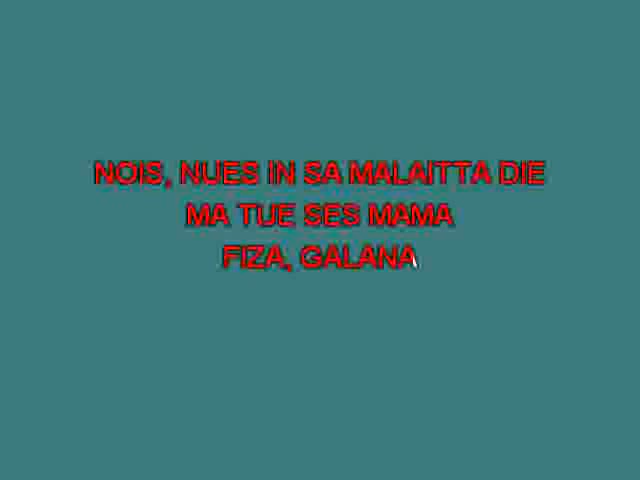 NOIS, NUES IN SA MALAITTA DIE
MA TUE SES MAMA
FIZA, GALANA